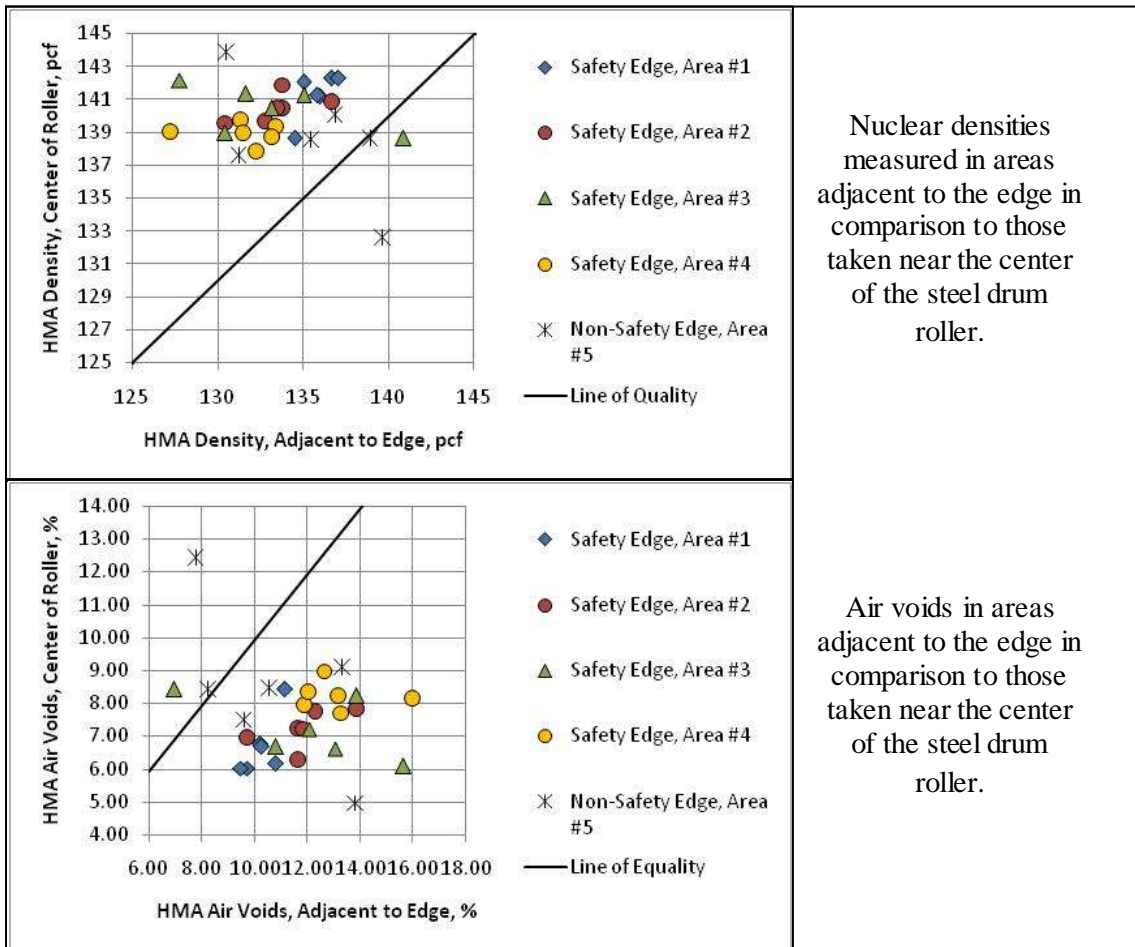 145
143
141
139
137
135
133
131
129
127
125
HMA Density, Center of Roller, pcf
125 130 135 140 145
HMA Density, Adjacent to Edge, pcf
Safety Edge, Area #1
Safety Edge, Area #2
Safety Edge, Area #3
Safety Edge, Area #4
Non-Safety Edge, Area
#5
Line of Quality
Nuclear densities
measured in areas
adjacent to the edge in
comparison to those
taken near the center
of the steel drum
roller.
14.00
13.00
12.00
11.00
10.00
9.00
8.00
7.00
6.00
5.00
4.00
HMA Air Voids, Center of Roller, %
6.00 8.00 10.00 12.00 14.00 16.00 18.00
HMA Air Voids, Adjacent to Edge, %
Safety Edge, Area #1
Safety Edge, Area #2
Safety Edge, Area #3
Safety Edge, Area #4
Non-Safety Edge, Area
#5
Line of Equality
Air voids in areas
adjacent to the edge in
comparison to those
taken near the center
of the steel drum
roller.